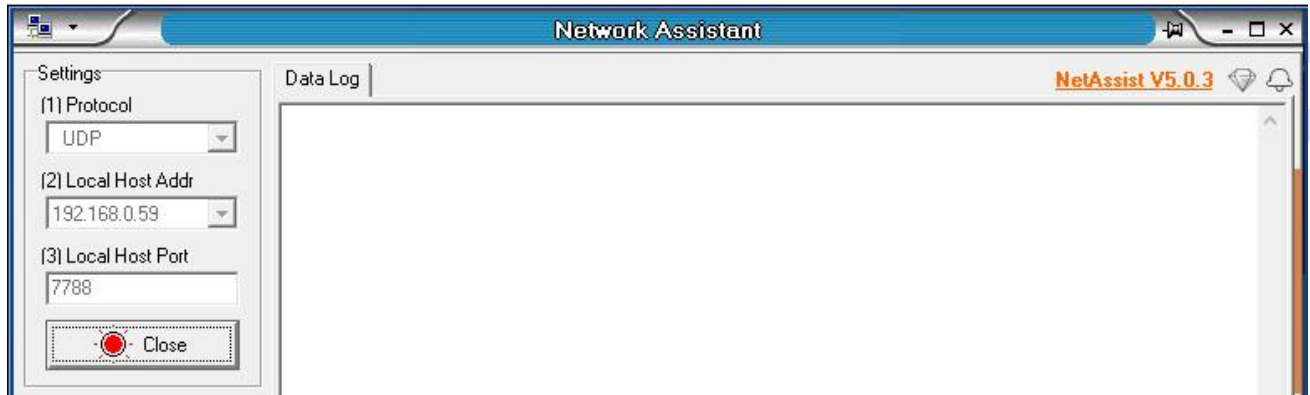 Network Assistant
Settings
(1) Protocol
UDP
(2) Local Host Addr
192.168.0.59
(3) Local Host Port
7788
Close
Data Log
NetAssist V5.0.3